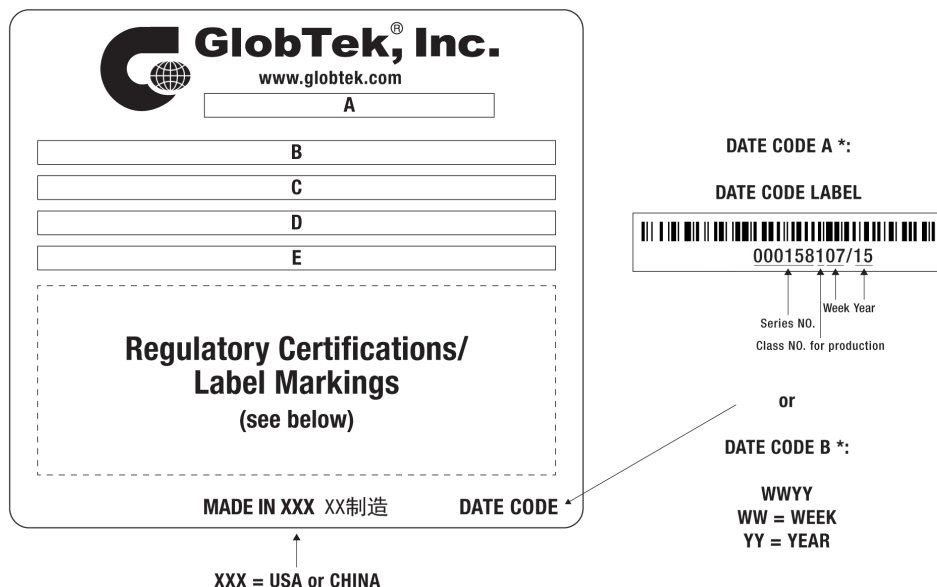 GlobTek,® Inc.
www.globtek.com
A
B
C
D
E
Regulatory Certifications/
Label Markings
(see below)
MADE IN XXX XX制造 DATE CODE
XXX = USA or CHINA
DATE CODE A *:
DATE CODE LABEL
000158107/15
Week Year
Series NO.
Class NO. for production
or
DATE CODE B *:
WWYY
WW = WEEK
YY = YEAR